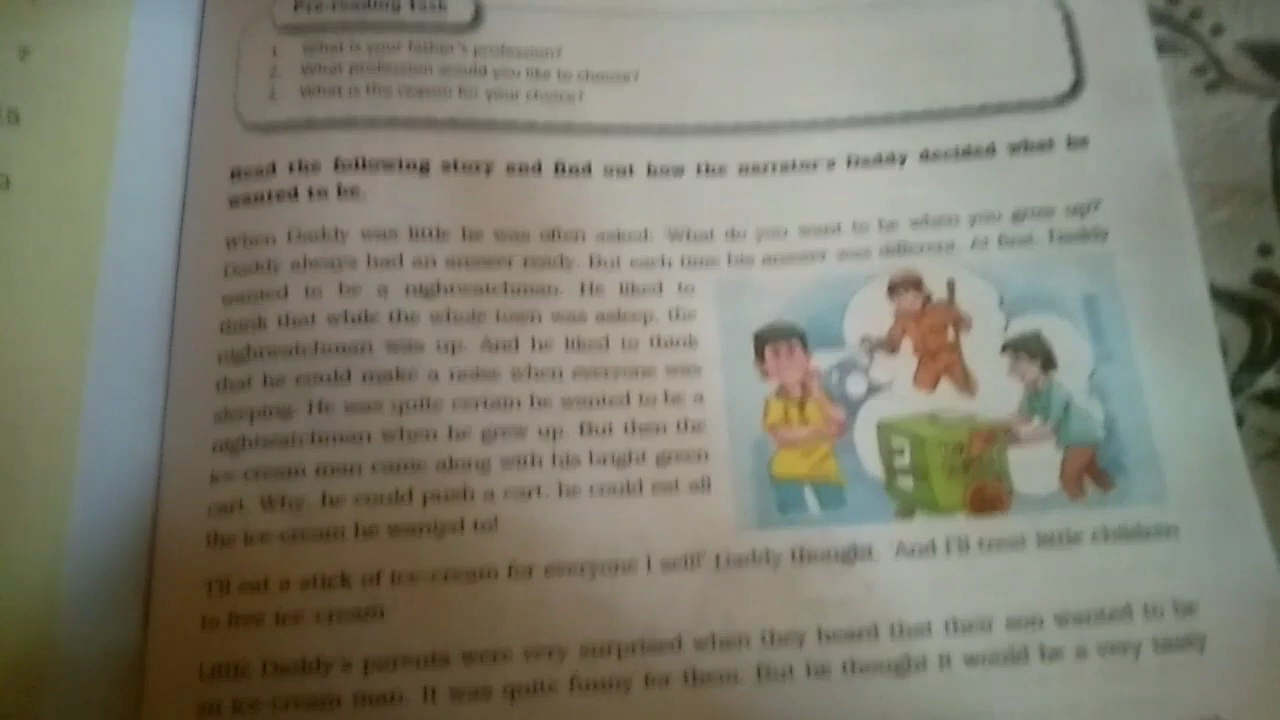 Pre-reading Task
1. What is your father's profession?
2. What profession would you like to choose?
3. What is the reason for your choice?
Read the following story and find out how the narrator's Daddy decided what he
wanted to be.
When Daddy was little he was often asked, 'What do you want to be when you grow up?'
Daddy always had an answer ready. But each time his answer was different. At first, Daddy
wanted to be a nightwatchman. He liked to
think that while the whole town was asleep, the
nightwatchman was up. And he liked to think
that he could make a noise when everyone was
sleeping. He was quite certain he wanted to be a
nightwatchman when he grew up. But then the
ice-cream man came along with his bright green
cart. Why, he could push a cart, he could eat all
the ice-cream he wanted to!
'I'll eat a stick of ice-cream for everyone I sell!' Daddy thought. 'And I'll treat little children
to free ice-cream
Little Daddy's parents were very surprised when they heard that their son wanted to be
an ice-cream man. It was quite funny for them. But he thought it would be a very tasty